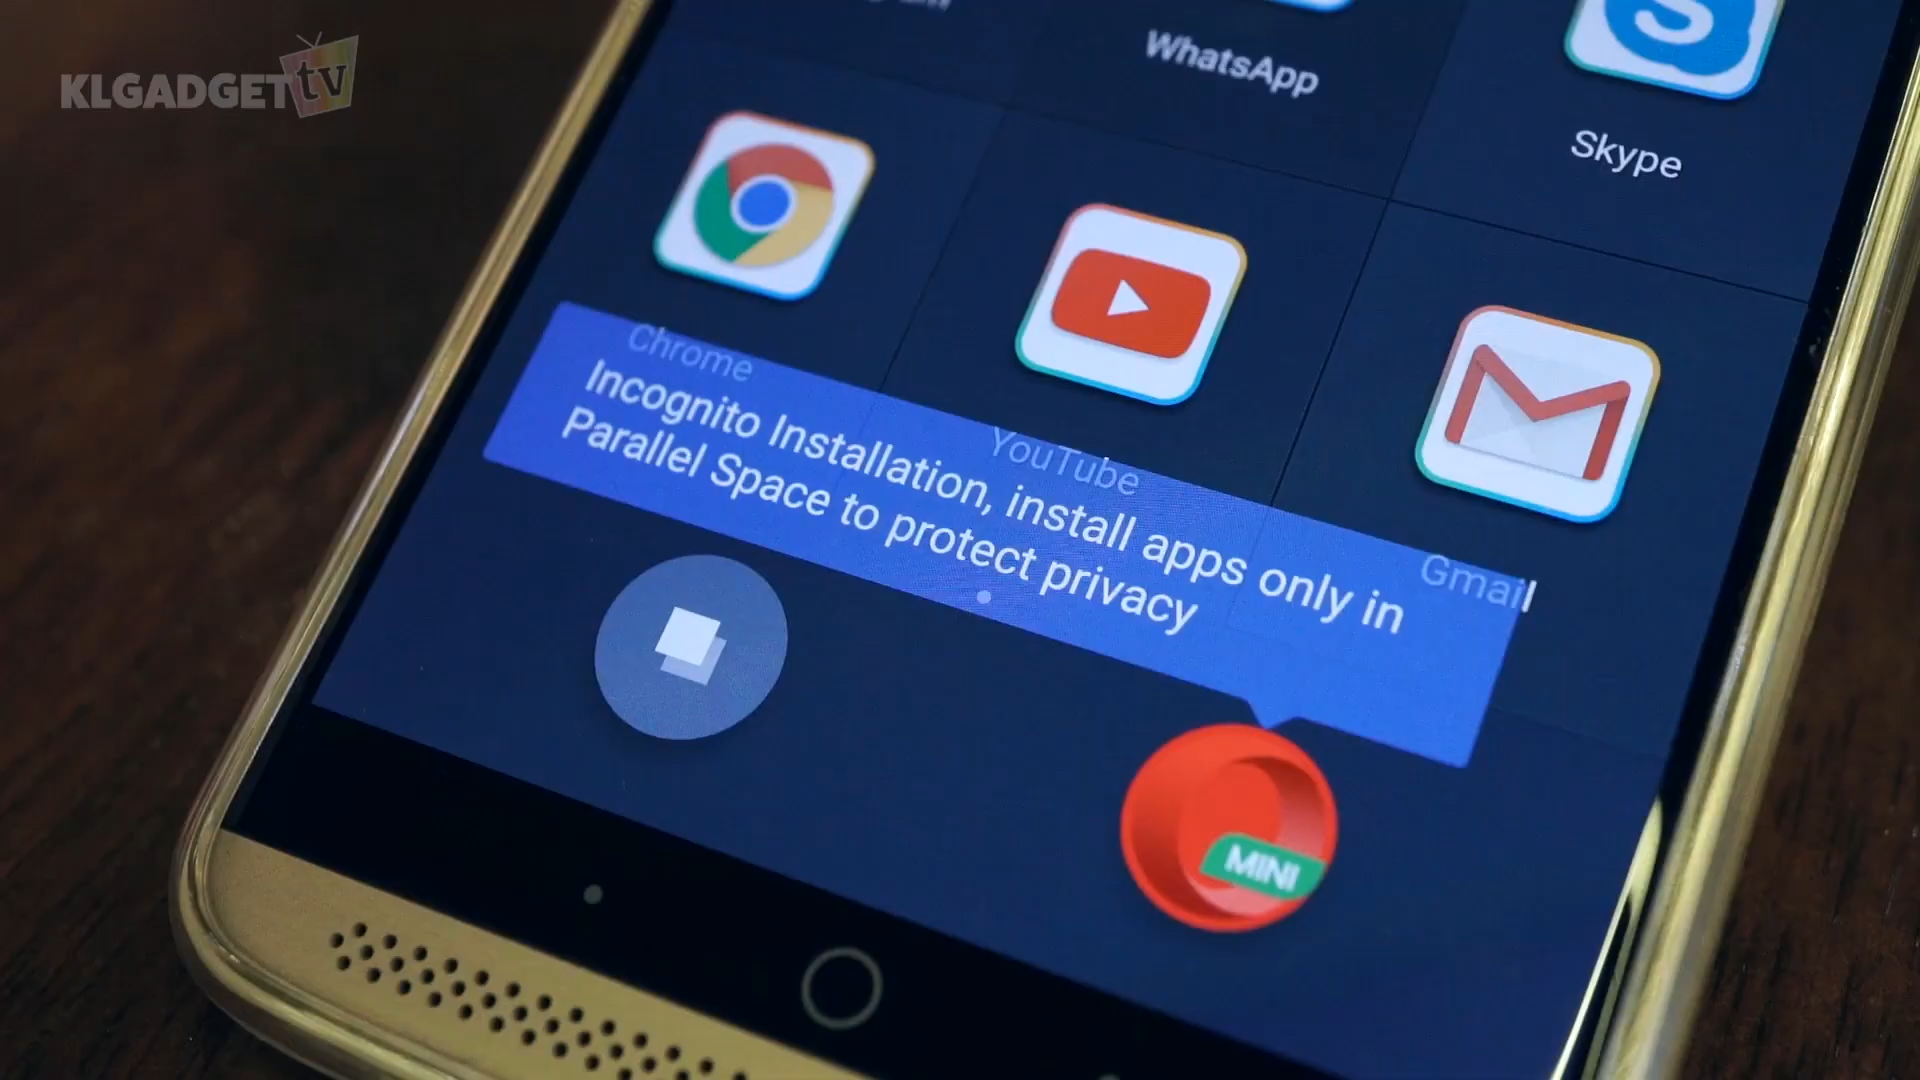 KLGADGET tv
WhatsApp
Skype
Chrome
YouTube
Gmail
Incognito Installation, install apps only in
Parallel Space to protect privacy
MINI